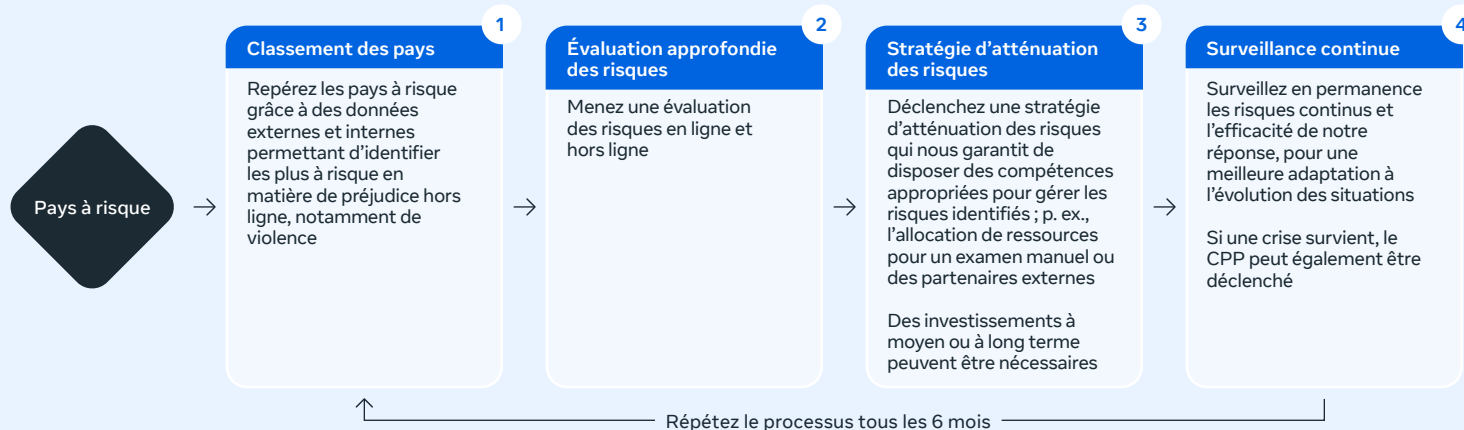 Pays à risque
1
Classement des pays
Repérez les pays à risque
grâce à des données
externes et internes
permettant d'identifier
les plus à risque en
matière de préjudice hors
ligne, notamment de
violence
2
Évaluation approfondie
des risques
Menez une évaluation
des risques en ligne et
hors ligne
3
Stratégie d'atténuation
des risques
Déclenchez une stratégie
d'atténuation des risques
qui nous garantit de
disposer des compétences
appropriées pour gérer les
risques identifiés ; p. ex.,
l'allocation de ressources
pour un examen manuel ou
des partenaires externes
Des investissements à
moyen ou à long terme
peuvent être nécessaires
4
Surveillance continue
Surveillez en permanence
les risques continus et
l'efficacité de notre
réponse, pour une
meilleure adaptation à
l'évolution des situations
Si une crise survient, le
CPP peut également être
déclenché
Répétez le processus tous les 6 mois